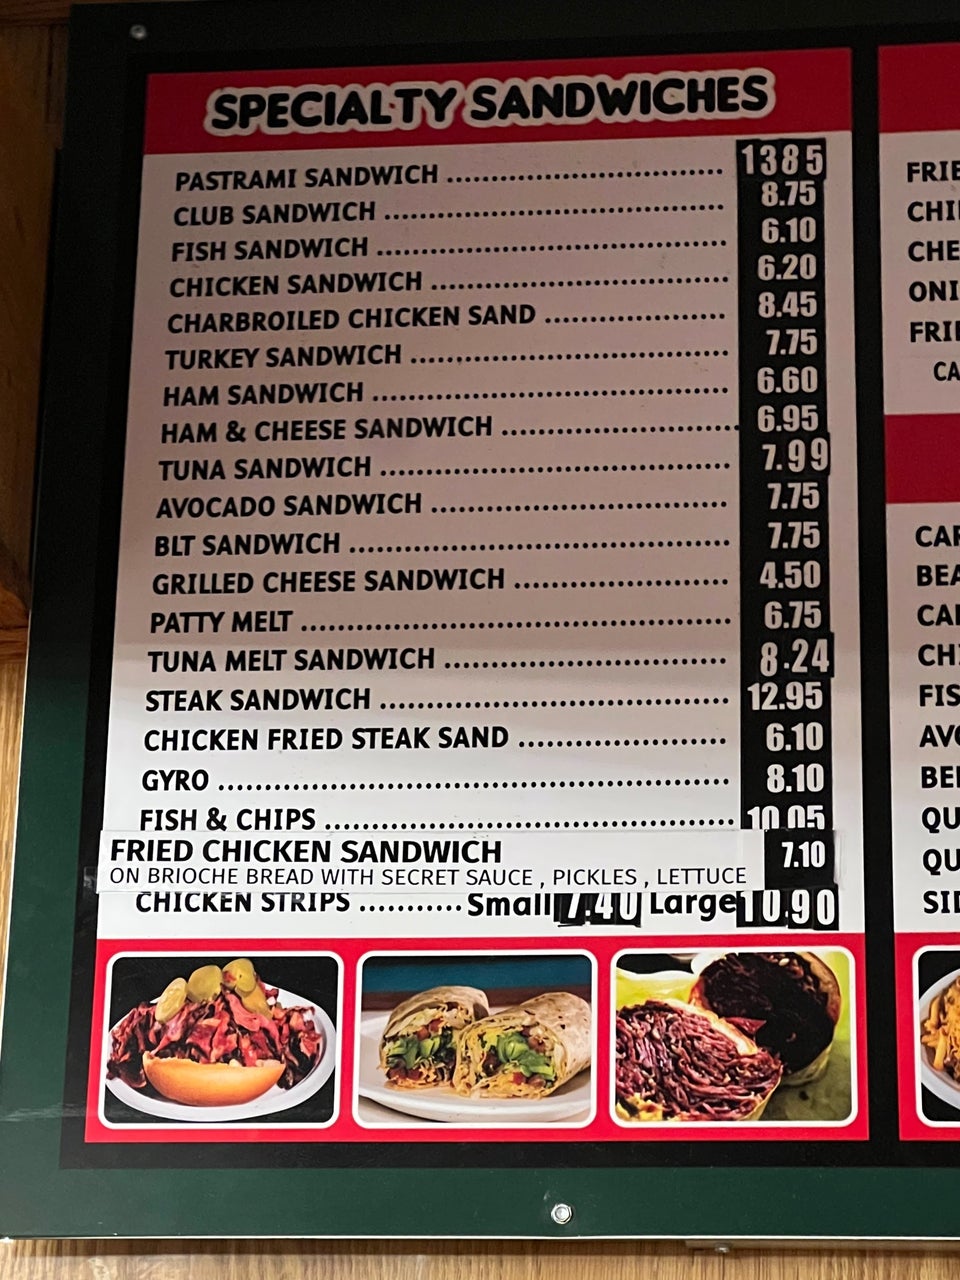 SPECIALTY SANDWICHES
PASTRAMI SANDWICH ........ 1385
CLUB SANDWICH ........ 8.75
FISH SANDWICH ........ 6.10
CHICKEN SANDWICH ........ 6.20
CHARBROILED CHICKEN SAND ........ 8.45
TURKEY SANDWICH ........ 7.75
HAM SANDWICH ........ 6.60
HAM & CHEESE SANDWICH ........ 6.95
TUNA SANDWICH ........ 7.99
AVOCADO SANDWICH ........ 7.75
BLT SANDWICH ........ 7.75
GRILLED CHEESE SANDWICH ........ 4.50
PATTY MELT ........ 6.75
TUNA MELT SANDWICH ........ 8.24
STEAK SANDWICH ........ 12.95
CHICKEN FRIED STEAK SAND ........ 6.10
GYRO ........ 8.10
FISH & CHIPS ........ 10.05
FRIED CHICKEN SANDWICH 7.10
ON BRIOCHE BREAD WITH SECRET SAUCE , PICKLES , LETTUCE
CHICKEN STRIPS ........ Small 7.40 Large 10.90